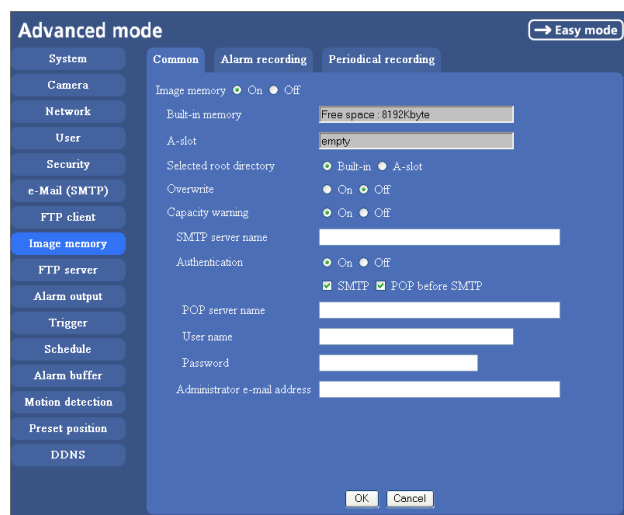 Advanced mode
Easy mode
System
Camera
Network
User
Security
e-Mail (SMTP)
FTP client
Image memory
FTP server
Alarm output
Trigger
Schedule
Alarm buffer
Motion detection
Preset position
DDNS
Common Alarm recording Periodical recording
Image memory On Off
Built-in memory Free space : 8192Kbyte
A-slot empty
Selected root directory Built-in A-slot
Overwrite On Off
Capacity warning On Off
SMTP server name
Authentication On Off
SMTP POP before SMTP
POP server name
User name
Password
Administrator e-mail address
OK Cancel